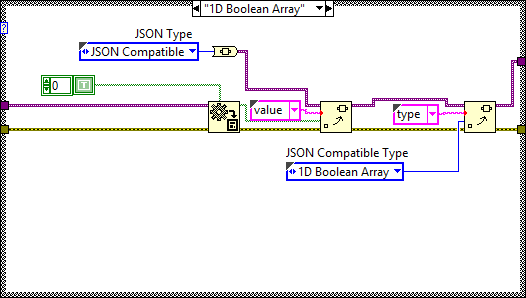 "1D Boolean Array"
?
JSON Type
JSON Compatible
0
T
value
type
JSON Compatible Type
1D Boolean Array